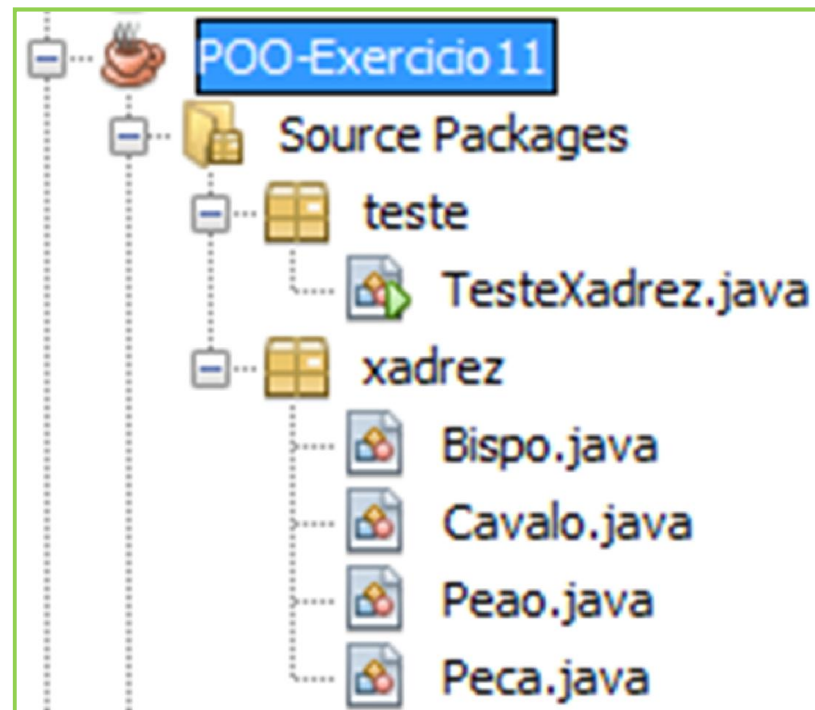 POO-Exercicio11
Source Packages
teste
TesteXadrez.java
xadrez
Bispo.java
Cavalo.java
Peao.java
Peca.java